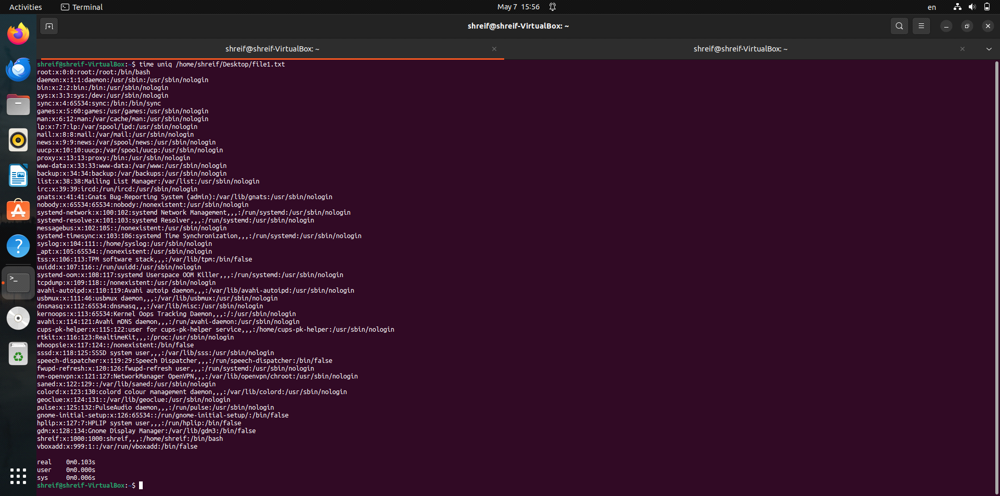 Activities
Terminal
May 7 15:56
en
shreif@shreif-VirtualBox: ~
shreif@shreif-VirtualBox: ~
shreif@shreif-VirtualBox: ~
shreif@shreif-VirtualBox:~$ time uniq /home/shreif/Desktop/file1.txt
root:x:0:0:root:/root:/bin/bash
daemon:x:1:1:daemon:/usr/sbin:/usr/sbin/nologin
bin:x:2:2:bin:/bin:/usr/sbin/nologin
sys:x:3:3:sys:/dev:/usr/sbin/nologin
sync:x:4:65534:sync:/bin:/bin/sync
games:x:5:60:games:/usr/games:/usr/sbin/nologin
man:x:6:12:man:/var/cache/man:/usr/sbin/nologin
lp:x:7:7:lp:/var/spool/lpd:/usr/sbin/nologin
mail:x:8:8:mail:/var/mail:/usr/sbin/nologin
news:x:9:9:news:/var/spool/news:/usr/sbin/nologin
uucp:x:10:10:uucp:/var/spool/uucp:/usr/sbin/nologin
proxy:x:13:13:proxy:/bin:/usr/sbin/nologin
www-data:x:33:33:www-data:/var/www:/usr/sbin/nologin
backup:x:34:34:backup:/var/backups:/usr/sbin/nologin
list:x:38:38:Mailing List Manager:/var/list:/usr/sbin/nologin
irc:x:39:39:ircd:/run/ircd:/usr/sbin/nologin
gnats:x:41:41:Gnats Bug-Reporting System (admin):/var/lib/gnats:/usr/sbin/nologin
nobody:x:65534:65534:nobody:/nonexistent:/usr/sbin/nologin
systemd-network:x:100:102:systemd Network Management,,,:/run/systemd:/usr/sbin/nologin
systemd-resolve:x:101:103:systemd Resolver,,,:/run/systemd:/usr/sbin/nologin
messagebus:x:102:105::/nonexistent:/usr/sbin/nologin
systemd-timesync:x:103:106:systemd Time Synchronization,,,:/run/systemd:/usr/sbin/nologin
syslog:x:104:111::/home/syslog:/usr/sbin/nologin
_apt:x:105:65534::/nonexistent:/usr/sbin/nologin
tss:x:106:113:TPM software stack,,,:/var/lib/tpm:/bin/false
uuidd:x:107:116::/run/uuidd:/usr/sbin/nologin
systemd-oom:x:108:117:systemd Userspace OOM Killer,,,:/run/systemd:/usr/sbin/nologin
tcpdump:x:109:118::/nonexistent:/usr/sbin/nologin
avahi-autoipd:x:110:119:Avahi autoip daemon,,,:/var/lib/avahi-autoipd:/usr/sbin/nologin
usbmux:x:111:46:usbmux daemon,,,:/var/lib/usbmux:/usr/sbin/nologin
dnsmasq:x:112:65534:dnsmasq,,,:/var/lib/misc:/usr/sbin/nologin
kernoops:x:113:65534:Kernel Oops Tracking Daemon,,,:/:/usr/sbin/nologin
avahi:x:114:121:Avahi mDNS daemon,,,:/run/avahi-daemon:/usr/sbin/nologin
cups-pk-helper:x:115:122:user for cups-pk-helper service,,,:/home/cups-pk-helper:/usr/sbin/nologin
rtkit:x:116:123:RealtimeKit,,,:/proc:/usr/sbin/nologin
whoopsie:x:117:124::/nonexistent:/bin/false
sssd:x:118:125:SSSD system user,,,:/var/lib/sss:/usr/sbin/nologin
speech-dispatcher:x:119:29:Speech Dispatcher,,,:/run/speech-dispatcher:/bin/false
fwupd-refresh:x:120:126:fwupd-refresh user,,,:/run/systemd:/usr/sbin/nologin
nm-openvpn:x:121:127:NetworkManager OpenVPN,,,:/var/lib/openvpn/chroot:/usr/sbin/nologin
saned:x:122:129::/var/lib/saned:/usr/sbin/nologin
colord:x:123:130:colord colour management daemon,,,:/var/lib/colord:/usr/sbin/nologin
geoclue:x:124:131::/var/lib/geoclue:/usr/sbin/nologin
pulse:x:125:132:PulseAudio daemon,,,:/run/pulse:/usr/sbin/nologin
gnome-initial-setup:x:126:65534::/run/gnome-initial-setup/:/bin/false
hplip:x:127:7:HPLIP system user,,,:/run/hplip:/bin/false
gdm:x:128:134:Gnome Display Manager:/var/lib/gdm3:/bin/false
shreif:x:1000:1000:shreif,,,:/home/shreif:/bin/bash
vboxadd:x:999:1::/var/run/vboxadd:/bin/false
real 0m0.103s
user 0m0.000s
sys 0m0.006s
shreif@shreif-VirtualBox:~$